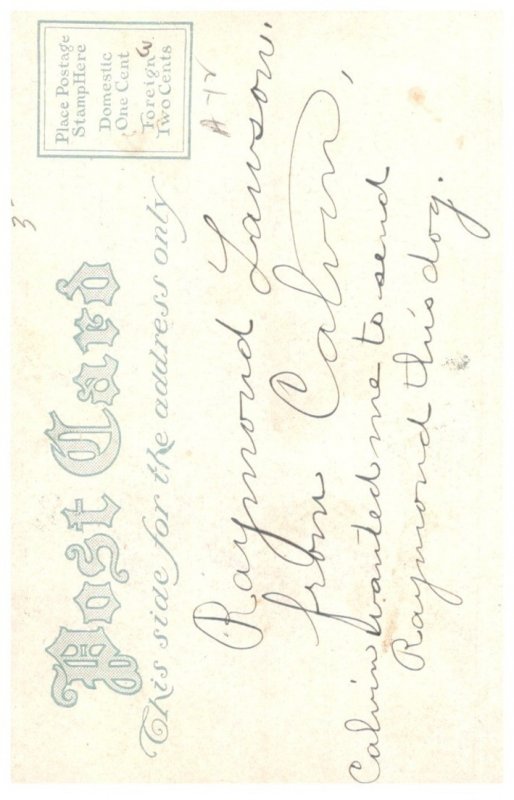 Post Card
This side for the address only
Place Postage
Stamp Here
Domestic
One Cent
Foreign
Two Cents
3
Raymond Lawson.
from Calvin,
Calvin wanted me to send
Raymond this dog.